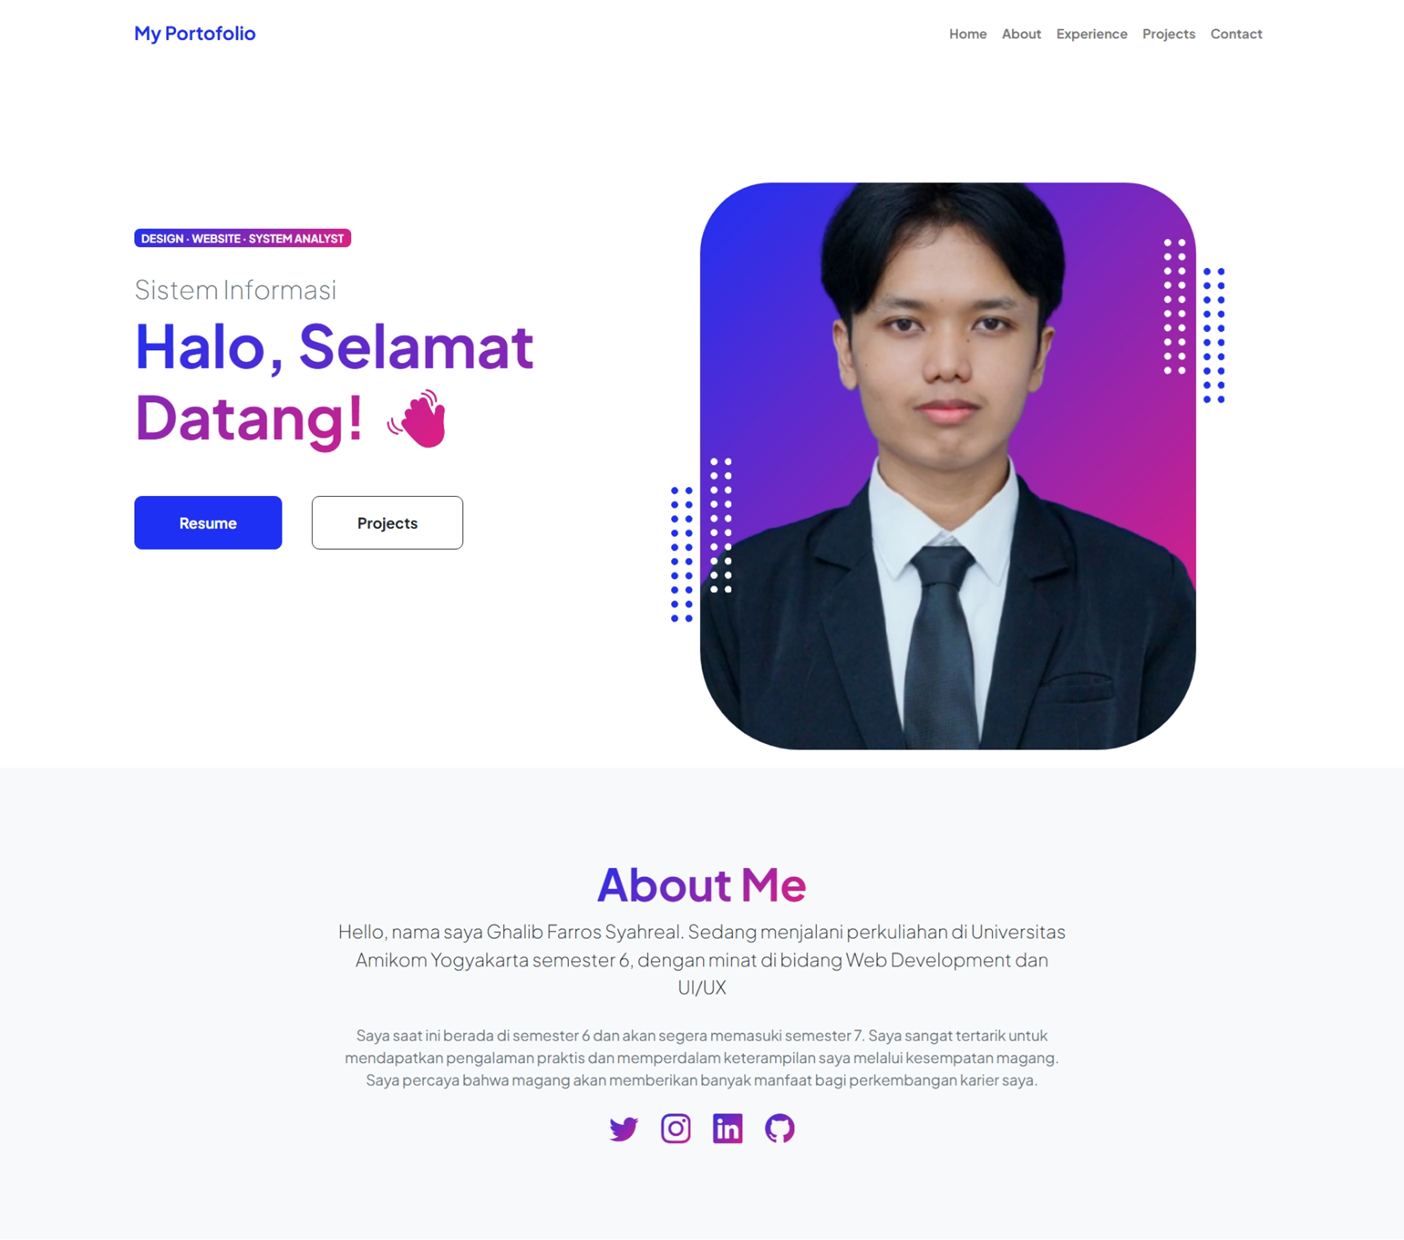 My Portofolio
Home About Experience Projects Contact
DESIGN · WEBSITE · SYSTEM ANALYST
Sistem Informasi
Halo, Selamat
Datang!
Resume
Projects
About Me
Hello, nama saya Ghalib Farros Syahreal. Sedang menjalani perkuliahan di Universitas
Amikom Yogyakarta semester 6, dengan minat di bidang Web Development dan
UI/UX
Saya saat ini berada di semester 6 dan akan segera memasuki semester 7. Saya sangat tertarik untuk
mendapatkan pengalaman praktis dan memperdalam keterampilan saya melalui kesempatan magang.
Saya percaya bahwa magang akan memberikan banyak manfaat bagi perkembangan karier saya.
in